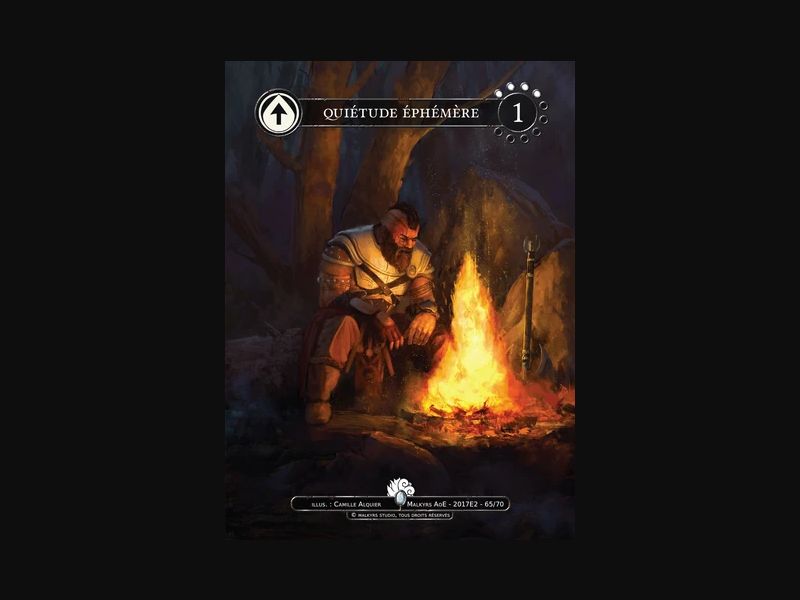 QUIÉTUDE ÉPHÉMÈRE
1
ILLUS. : CAMILLE ALQUIER MALKYRS AOE - 2017E2 - 65/70
© MALKYRS STUDIO, TOUS DROITS RÉSERVÉS